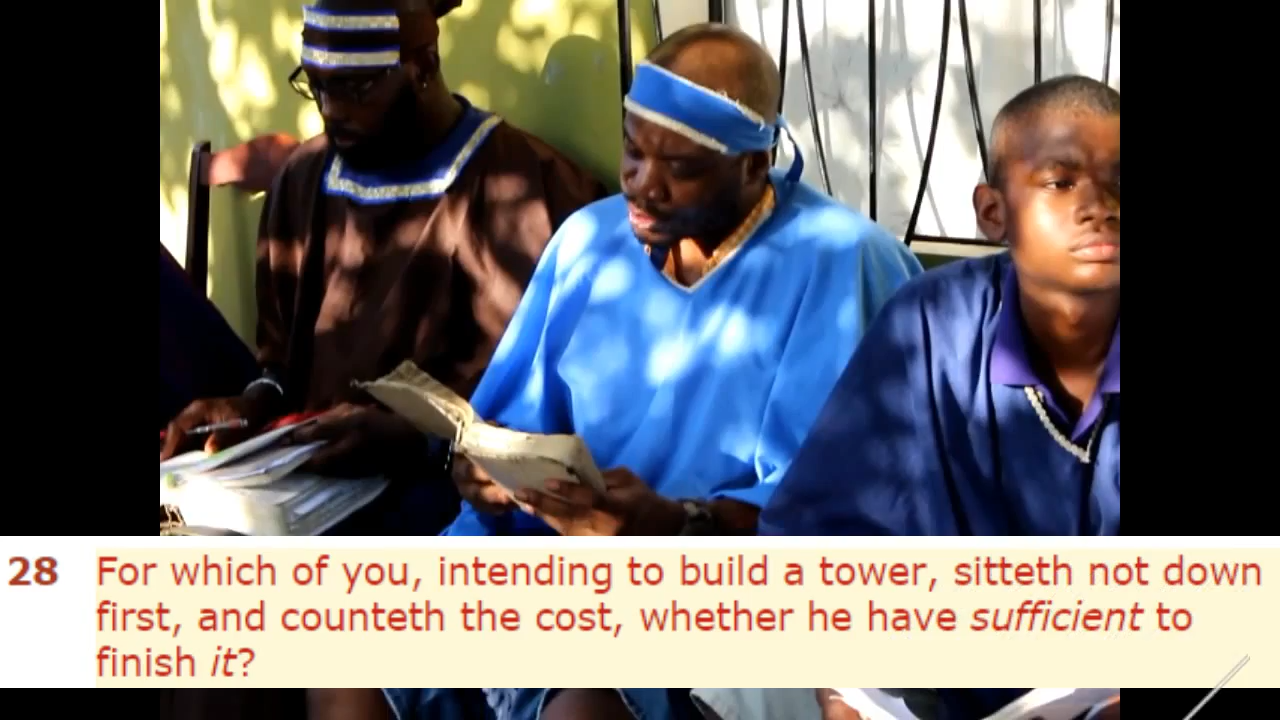 28 For which of you, intending to build a tower, sitteth not down
first, and counteth the cost, whether he have sufficient to
finish it?